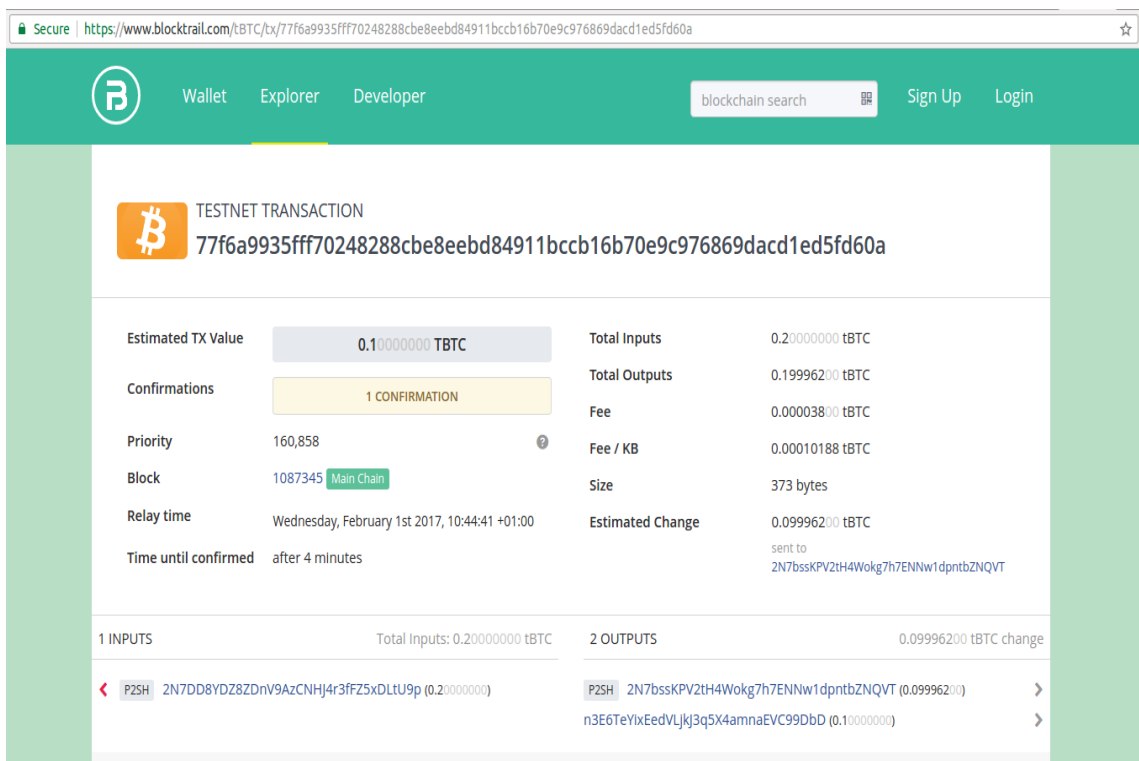 Secure https://www.blocktrail.com/tBTC/tx/77f6a9935fff70248288cbe8eebd84911bccb16b70e9c976869dacd1ed5fd60a
B Wallet Explorer Developer blockchain search Sign Up Login
TESTNET TRANSACTION
77f6a9935fff70248288cbe8eebd84911bccb16b70e9c976869dacd1ed5fd60a
Estimated TX Value 0.10000000 TBTC
Confirmations 1 CONFIRMATION
Priority 160,858 ?
Block 1087345 Main Chain
Relay time Wednesday, February 1st 2017, 10:44:41 +01:00
Time until confirmed after 4 minutes
Total Inputs 0.20000000 tBTC
Total Outputs 0.19996200 tBTC
Fee 0.00003800 tBTC
Fee / KB 0.00010188 tBTC
Size 373 bytes
Estimated Change 0.09996200 tBTC
sent to
2N7bssKPV2tH4Wokg7h7ENNw1dpntbZNQVT
1 INPUTS Total Inputs: 0.20000000 tBTC
P2SH 2N7DD8YDZ8ZDnV9AzCNHJ4r3fFZ5xDLtU9p (0.20000000)
2 OUTPUTS 0.09996200 tBTC change
P2SH 2N7bssKPV2tH4Wokg7h7ENNw1dpntbZNQVT (0.09996200)
n3E6TeYixEedVLjkJ3q5X4amnaEVC99DbD (0.10000000)